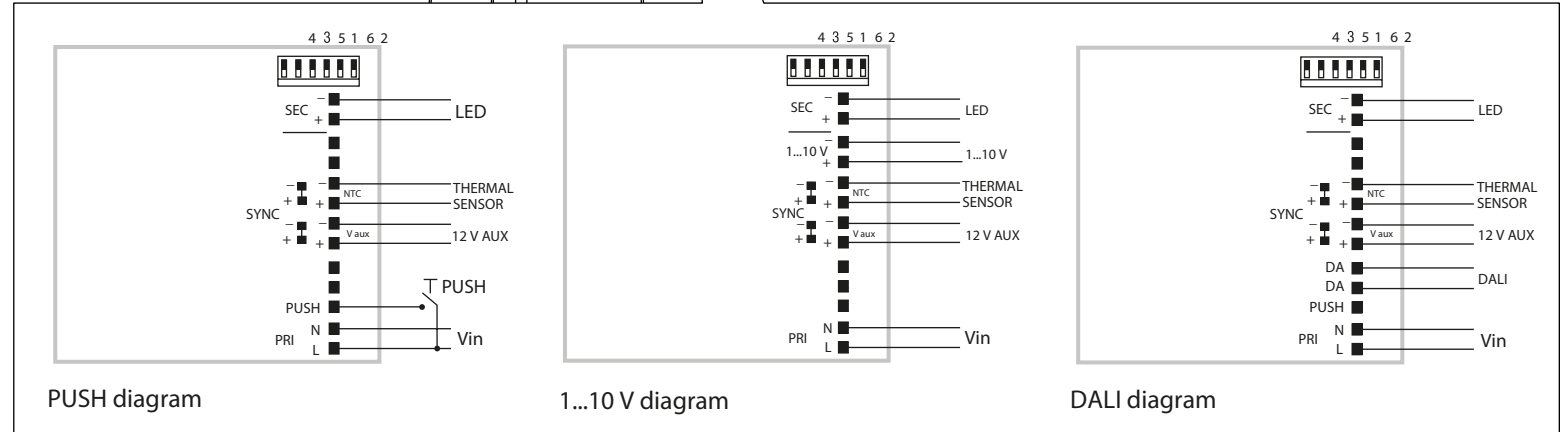 4 3 5 1 6 2
SEC
−
+
LED
− − NTC
+ +
THERMAL
SENSOR
SYNC
− − V aux
+ +
12 V AUX
PUSH
PUSH
PRI
N
L
Vin
PUSH diagram
4 3 5 1 6 2
SEC
−
+
LED
1...10 V
−
+
1...10 V
− − NTC
+ +
THERMAL
SENSOR
SYNC
− − V aux
+ +
12 V AUX
PRI
N
L
Vin
1...10 V diagram
4 3 5 1 6 2
SEC
−
+
LED
− − NTC
+ +
THERMAL
SENSOR
SYNC
− − V aux
+ +
12 V AUX
DA
DA
DALI
PUSH
PRI
N
L
Vin
DALI diagram